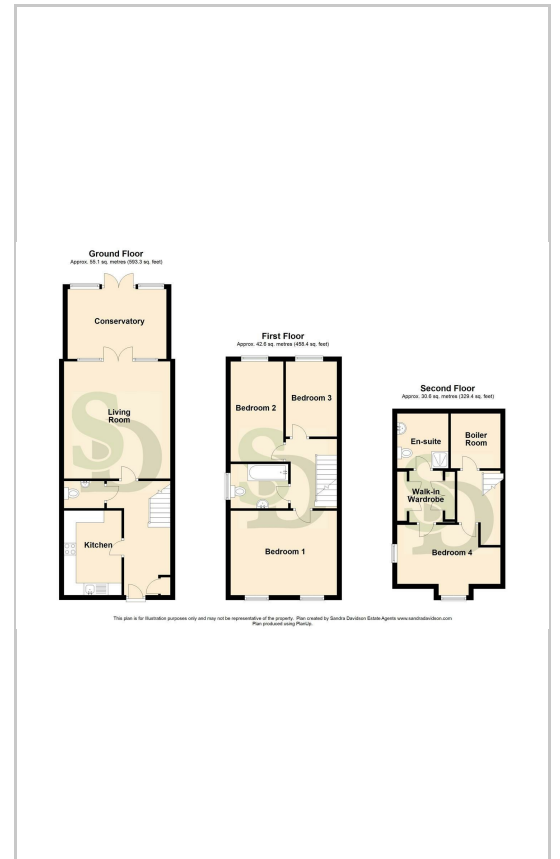 Ground Floor
Approx. 55.1 sq. metres (593.3 sq. feet)
Conservatory
Living
Room
Kitchen
First Floor
Approx. 42.6 sq. metres (458.4 sq. feet)
Bedroom 2
Bedroom 3
Bedroom 1
Second Floor
Approx. 30.6 sq. metres (329.4 sq. feet)
En-suite
Boiler
Room
Walk-in
Wardrobe
Bedroom 4
SD
SD
SD
This plan is for illustration purposes only and may not be representative of the property. Plan created by Sandra Davidson Estate Agents www.sandradavidson.com
Plan produced using PlanUp.